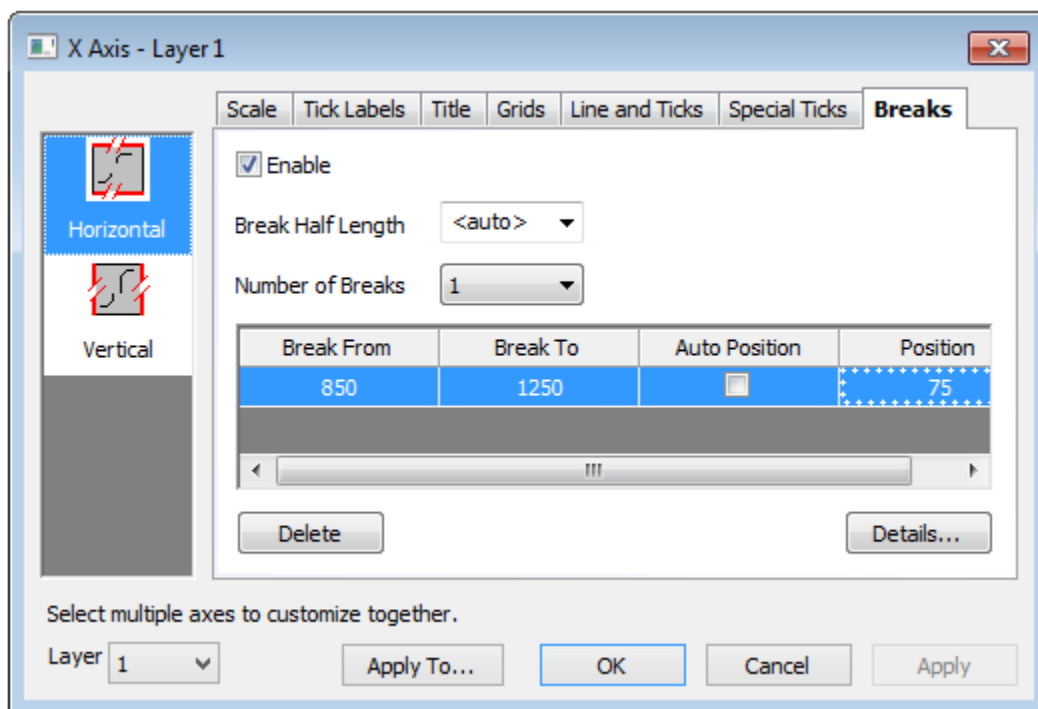 X Axis - Layer 1
Scale Tick Labels Title Grids Line and Ticks Special Ticks Breaks
Horizontal
Vertical
Enable
Break Half Length <auto>
Number of Breaks 1
Break From Break To Auto Position Position
850 1250 75
Delete Details...
Select multiple axes to customize together.
Layer 1 Apply To... OK Cancel Apply